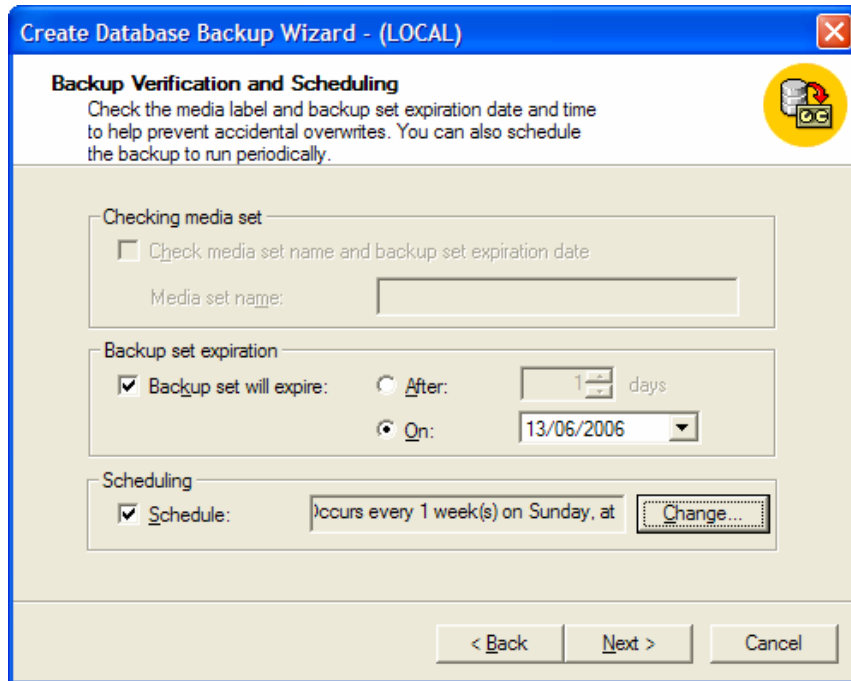 Create Database Backup Wizard - (LOCAL)
Backup Verification and Scheduling
Check the media label and backup set expiration date and time
to help prevent accidental overwrites. You can also schedule
the backup to run periodically.
Checking media set
Check media set name and backup set expiration date
Media set name:
Backup set expiration
Backup set will expire:
After:
1
days
On:
13/06/2006
Scheduling
Schedule:
Occurs every 1 week(s) on Sunday, at
Change...
< Back
Next >
Cancel